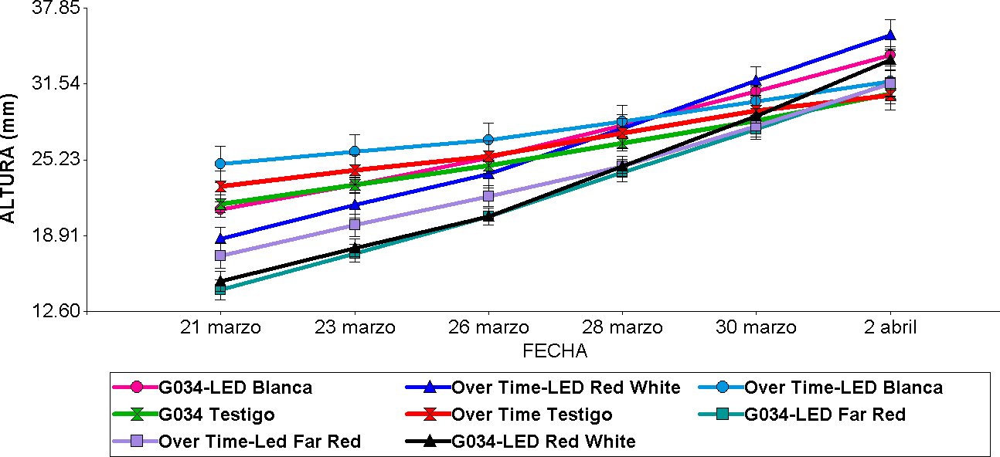 37.85
31.54
25.23
18.91
12.60
ALTURA (mm)
21 marzo 23 marzo 26 marzo 28 marzo 30 marzo 2 abril
FECHA
G034-LED Blanca Over Time-LED Red White Over Time-LED Blanca
G034 Testigo Over Time Testigo G034-LED Far Red
Over Time-Led Far Red G034-LED Red White